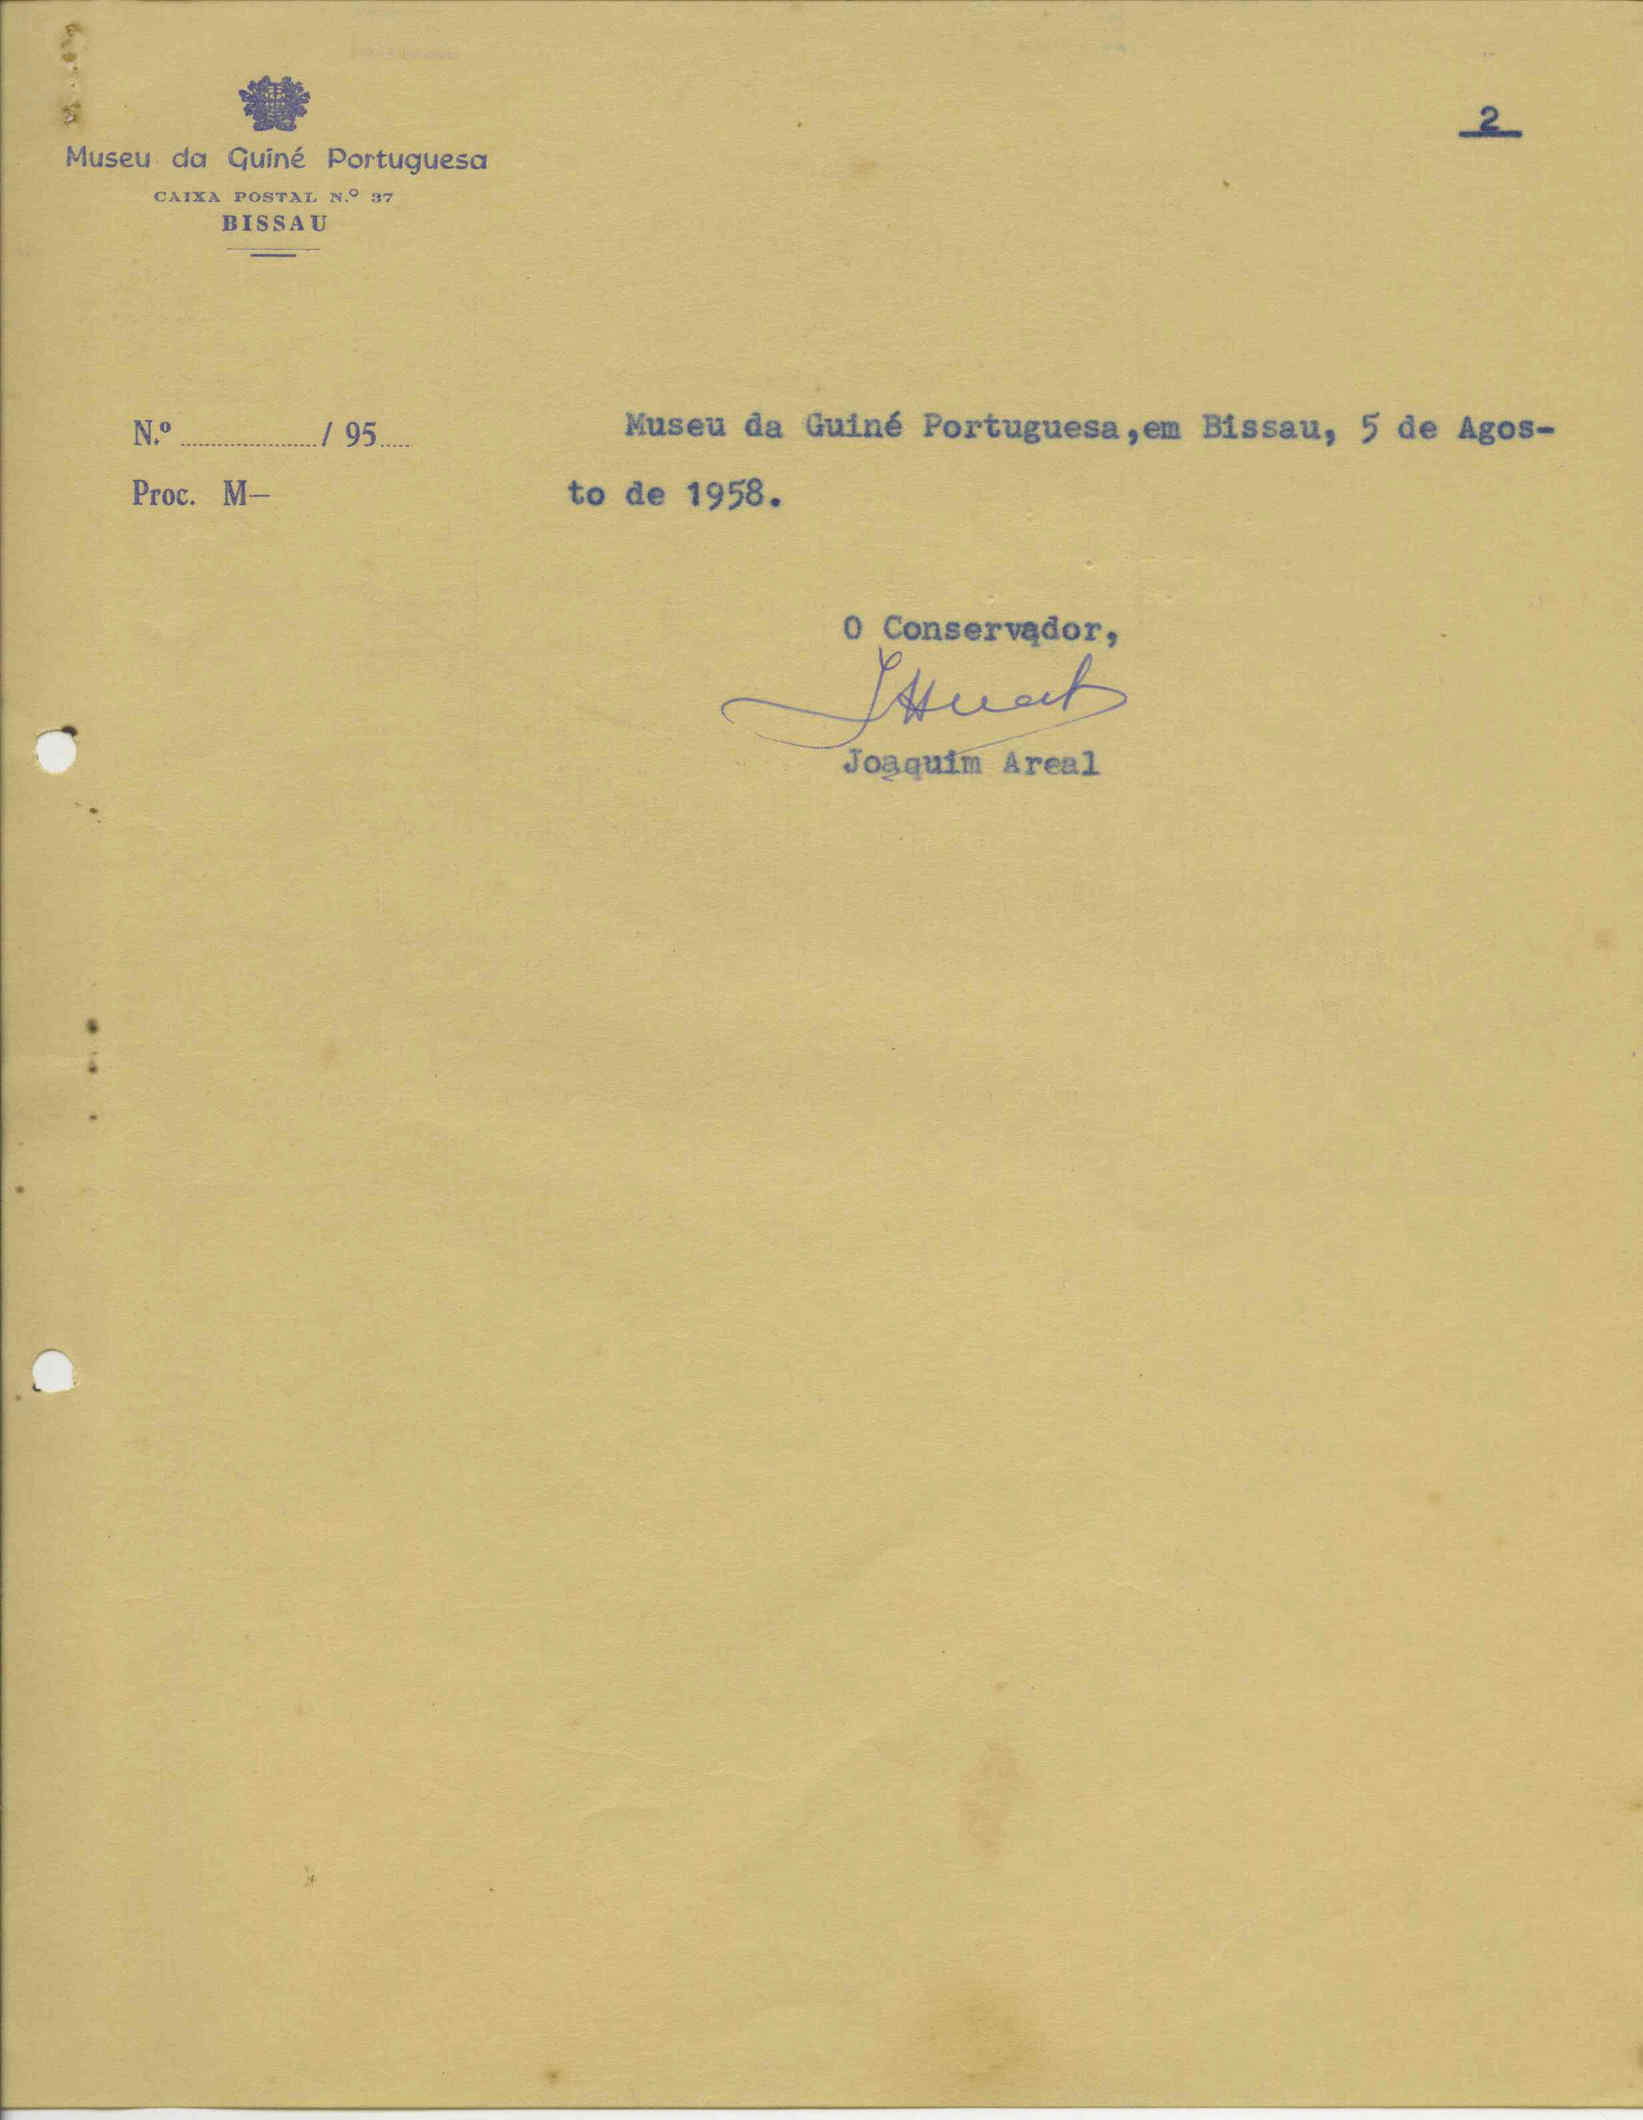 2
Museu da Guiné Portuguesa
CAIXA POSTAL N.º 37
BISSAU
N.º ................ / 95.....
Proc. M—
Museu da Guiné Portuguesa,em Bissau, 5 de Agos-
to de 1958.
O Conservador,
Joaquim Areal